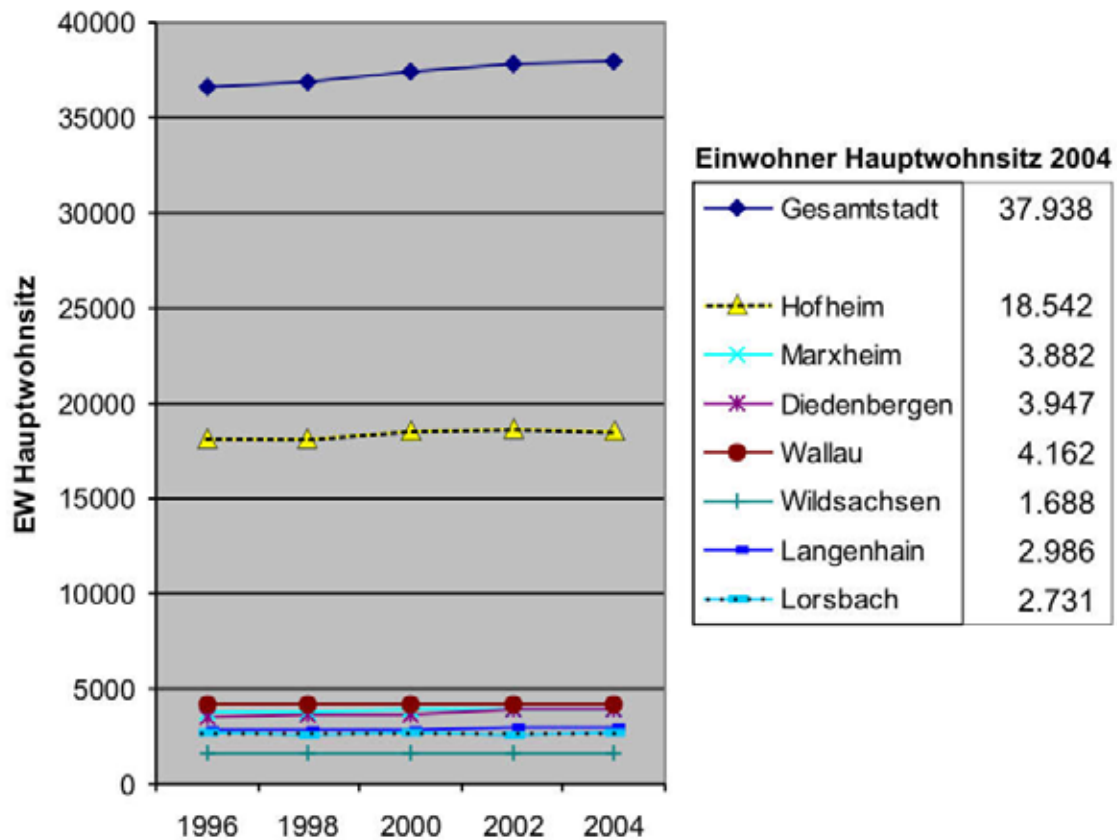 40000
35000
30000
25000
20000
15000
10000
5000
0
EW Hauptwohnsitz
1996 1998 2000 2002 2004
Einwohner Hauptwohnsitz 2004
Gesamtstadt 37.938
Hofheim 18.542
Marxheim 3.882
Diedenbergen 3.947
Wallau 4.162
Wildsachsen 1.688
Langenhain 2.986
Lorsbach 2.731